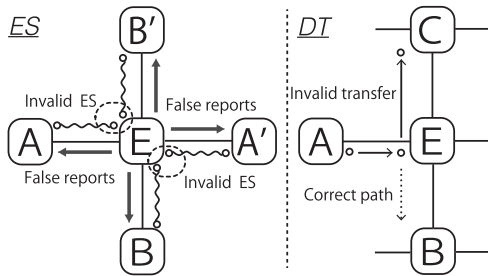 ES
B′
Invalid ES
False reports
A
E
A′
False reports
Invalid ES
B
DT
C
Invalid transfer
A
E
Correct path
B